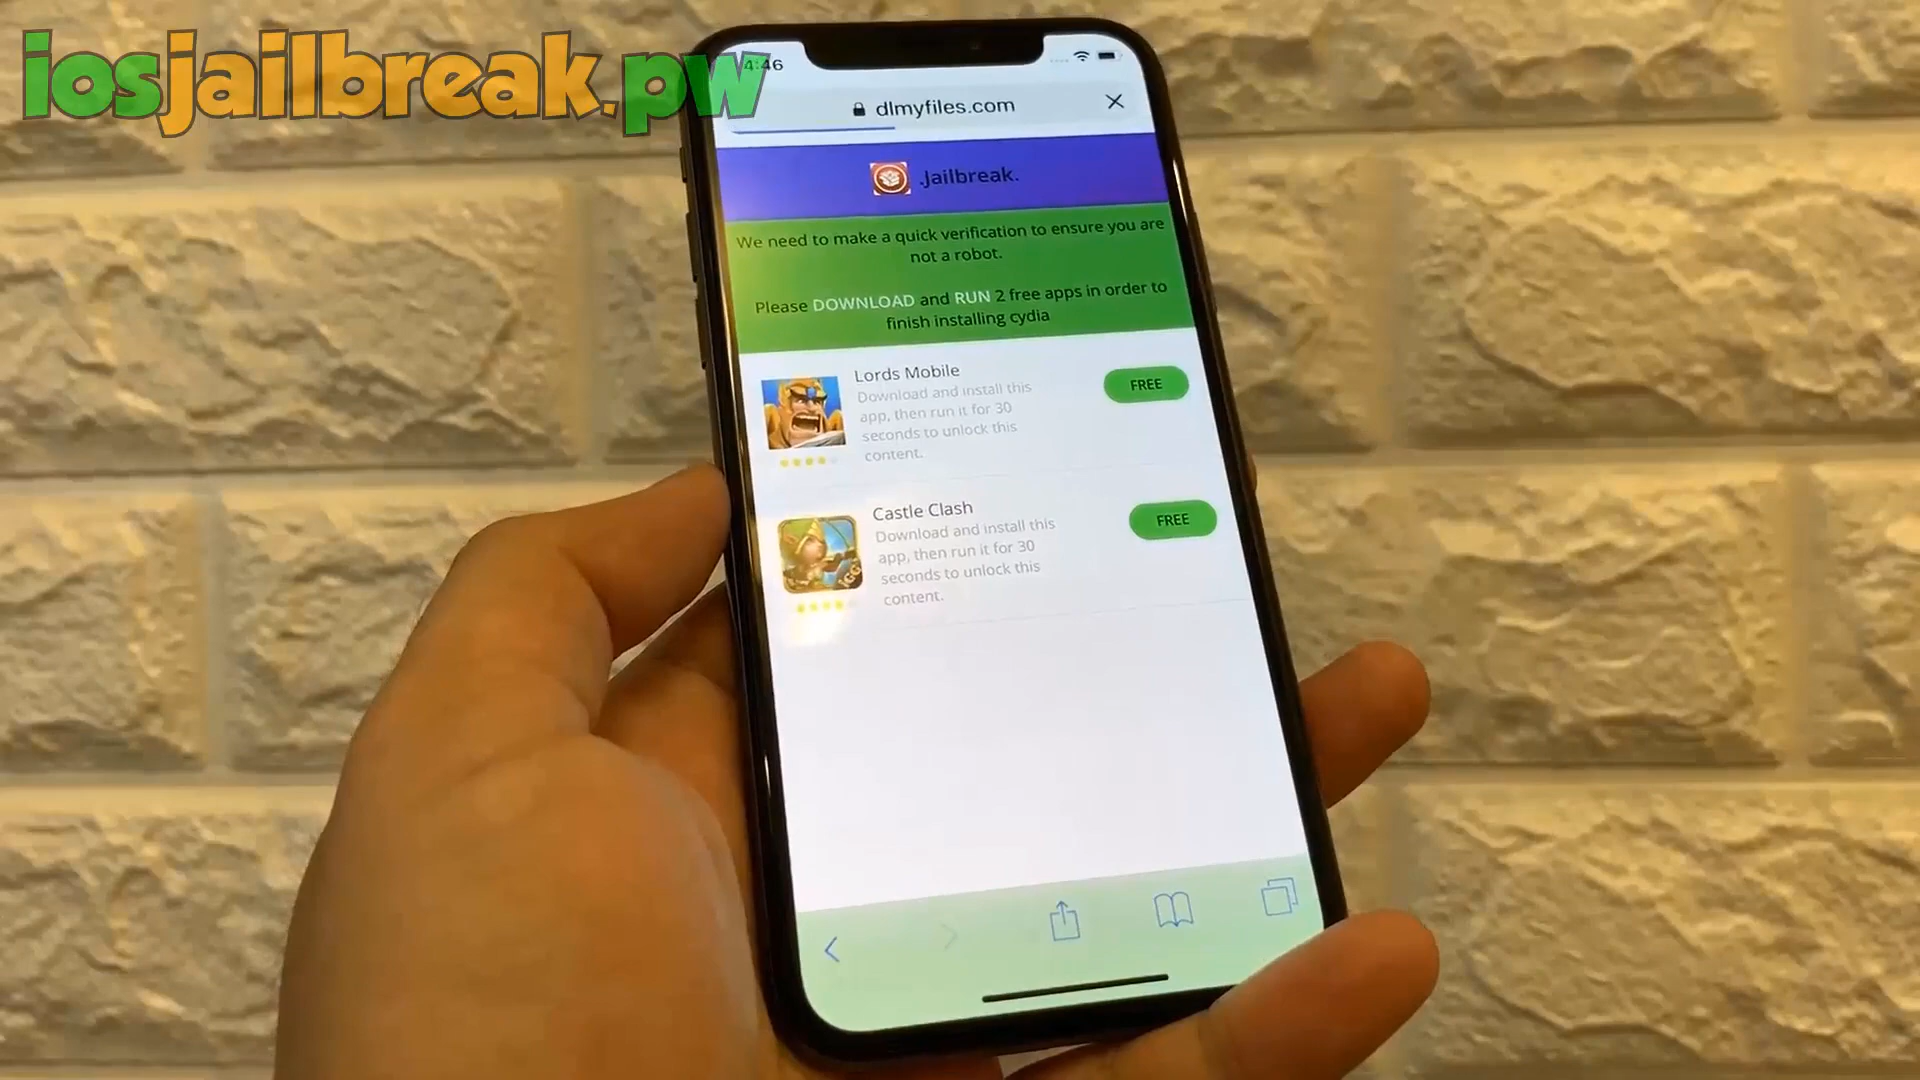 iosjailbreak.pw
4:46
dlmyfiles.com
.Jailbreak.
We need to make a quick verification to ensure you are
not a robot.
Please DOWNLOAD and RUN 2 free apps in order to
finish installing cydia
Lords Mobile
Download and install this
app, then run it for 30
seconds to unlock this
content.
FREE
Castle Clash
Download and install this
app, then run it for 30
seconds to unlock this
content.
FREE
IGG